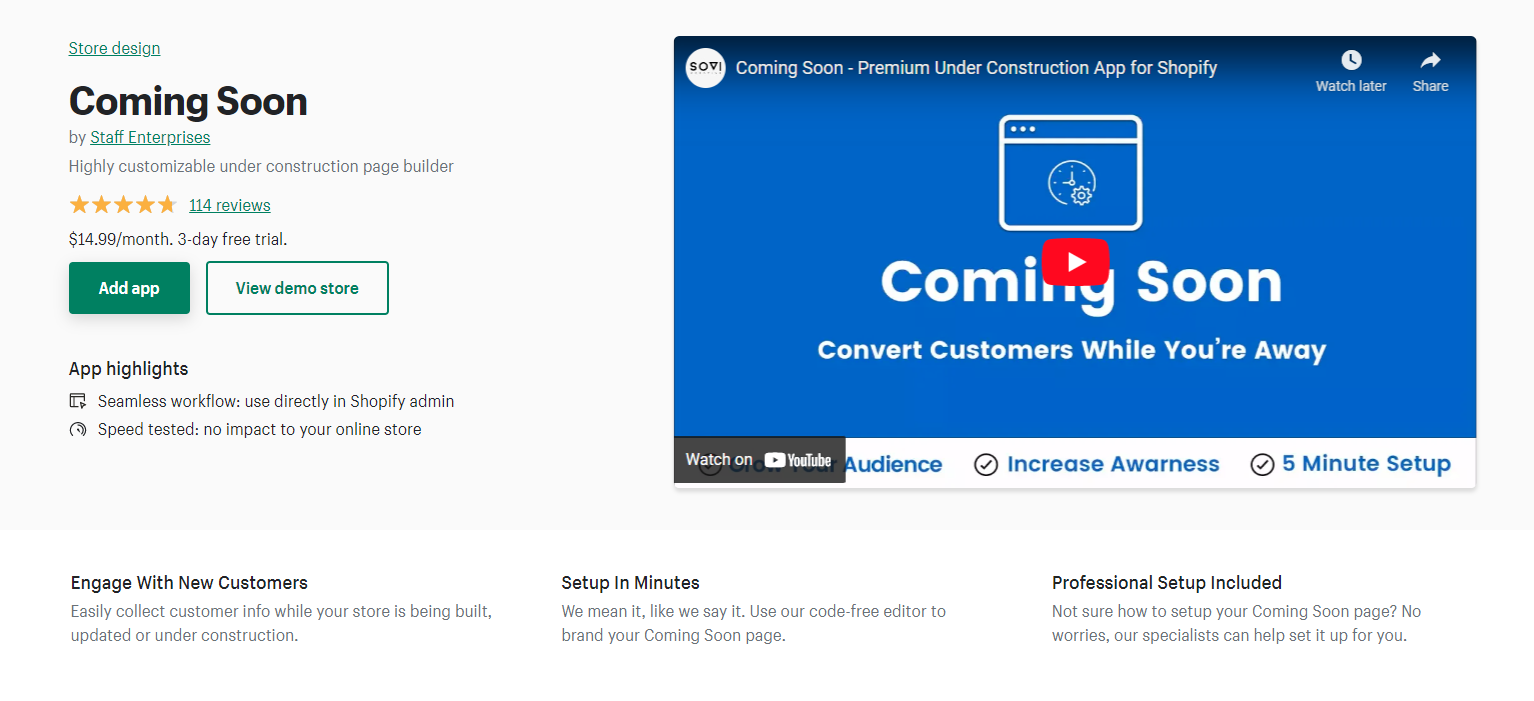 Store design
Coming Soon
by Staff Enterprises
Highly customizable under construction page builder
114 reviews
$14.99/month. 3-day free trial.
Add app
View demo store
App highlights
Seamless workflow: use directly in Shopify admin
Speed tested: no impact to your online store
SOVI
Coming Soon - Premium Under Construction App for Shopify
Watch later
Share
Coming Soon
Convert Customers While You're Away
Watch on YouTube
Grow Your Audience
Increase Awarness
5 Minute Setup
Engage With New Customers
Easily collect customer info while your store is being built,
updated or under construction.
Setup In Minutes
We mean it, like we say it. Use our code-free editor to
brand your Coming Soon page.
Professional Setup Included
Not sure how to setup your Coming Soon page? No
worries, our specialists can help set it up for you.